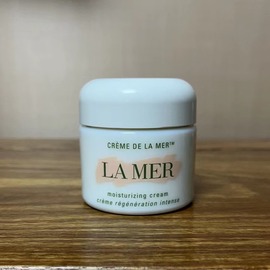 CRÈME DE LA MER™
LA MER
moisturizing cream
crème régénération intense